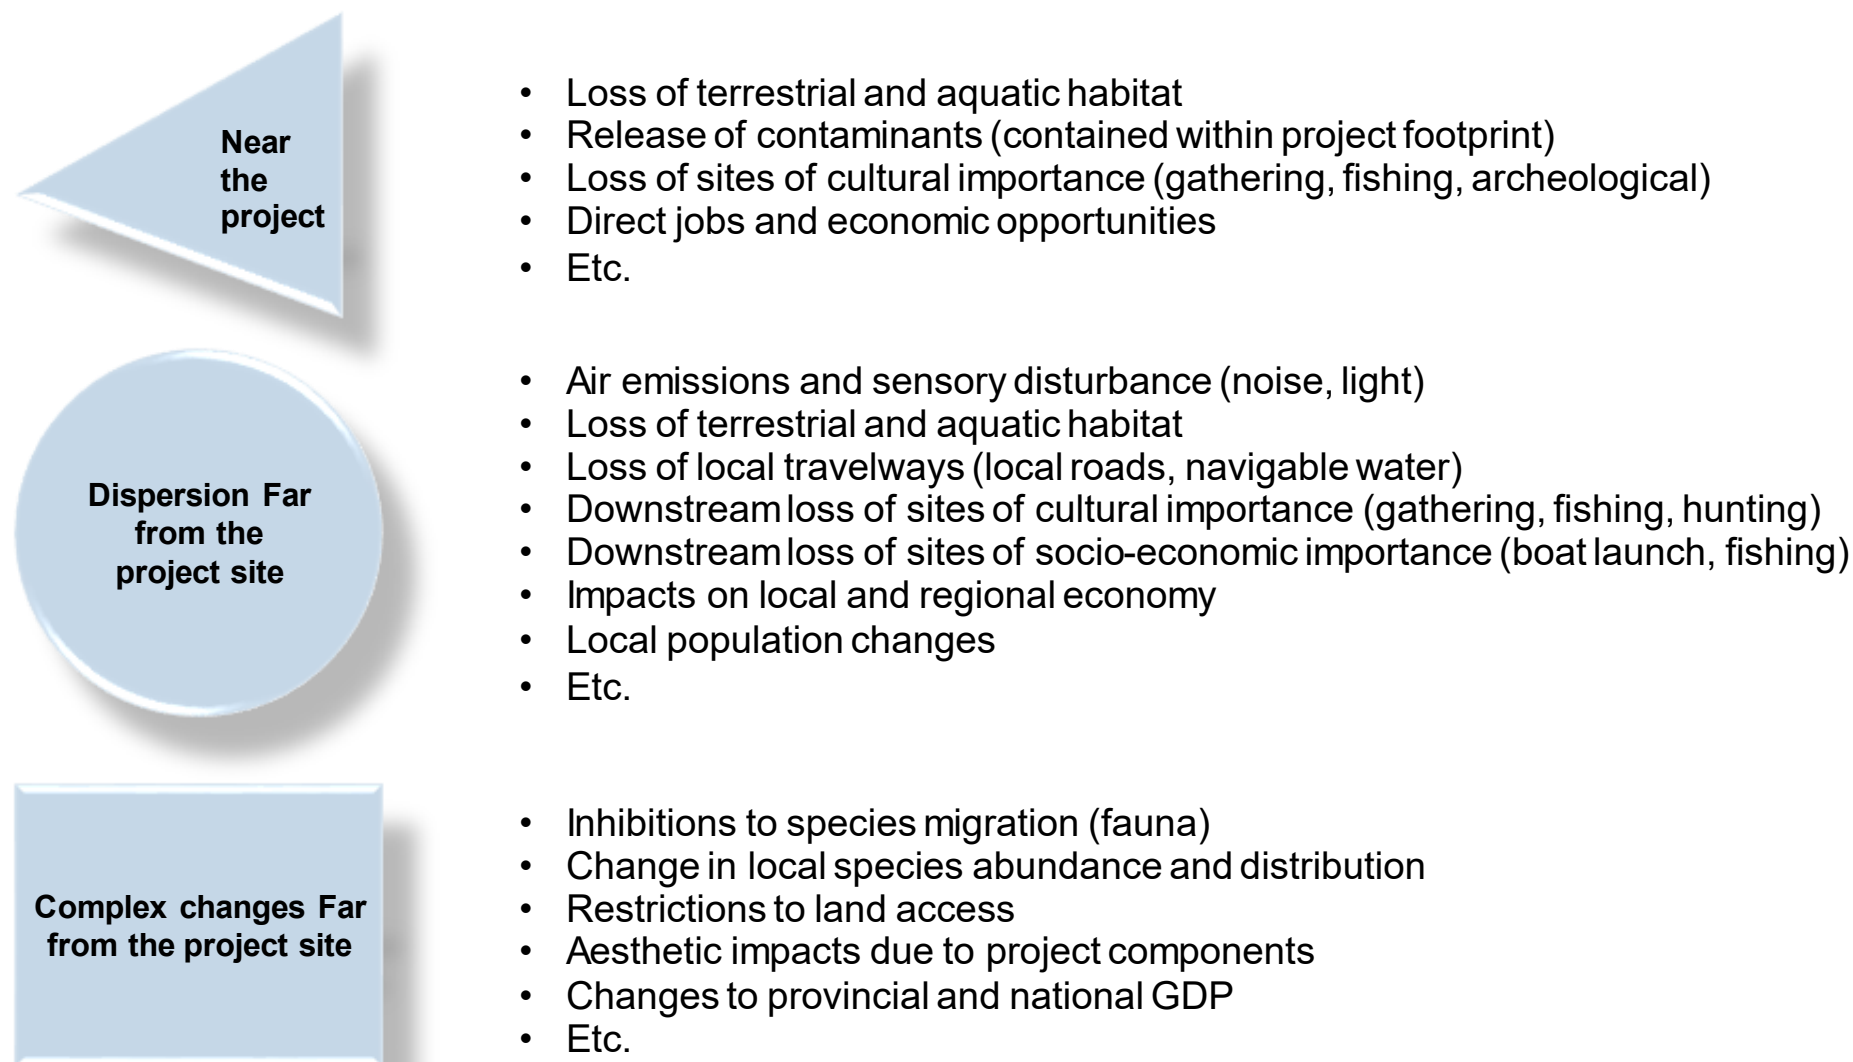 Near
the
project
• Loss of terrestrial and aquatic habitat
• Release of contaminants (contained within project footprint)
• Loss of sites of cultural importance (gathering, fishing, archeological)
• Direct jobs and economic opportunities
• Etc.
Dispersion Far
from the
project site
• Air emissions and sensory disturbance (noise, light)
• Loss of terrestrial and aquatic habitat
• Loss of local travelways (local roads, navigable water)
• Downstream loss of sites of cultural importance (gathering, fishing, hunting)
• Downstream loss of sites of socio-economic importance (boat launch, fishing)
• Impacts on local and regional economy
• Local population changes
• Etc.
Complex changes Far
from the project site
• Inhibitions to species migration (fauna)
• Change in local species abundance and distribution
• Restrictions to land access
• Aesthetic impacts due to project components
• Changes to provincial and national GDP
• Etc.